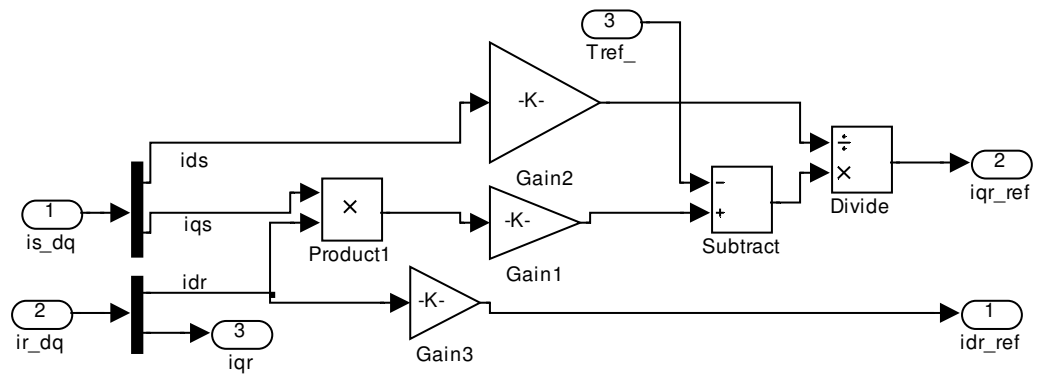 3
Tref_
-K-
Gain2
ids
÷
×
Divide
2
iqr_ref
1
is_dq
iqs
×
Product1
-K-
Gain1
−
+
Subtract
idr
2
ir_dq
3
iqr
-K-
Gain3
1
idr_ref